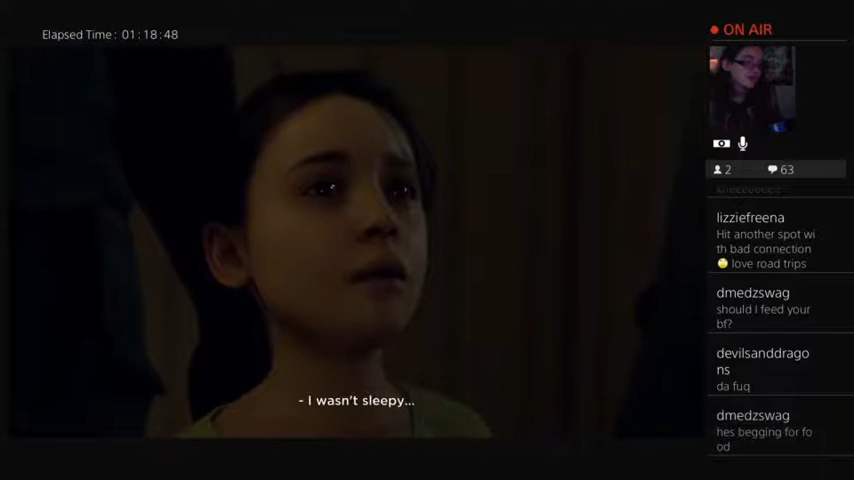 Elapsed Time: 01:18:48
ON AIR
2 63
lizziefreena
Hit another spot wi
th bad connection
love road trips
dmedzswag
should I feed your
bf?
devilsanddrago
ns
da fuq
dmedzswag
hes begging for fo
od
- I wasn't sleepy...